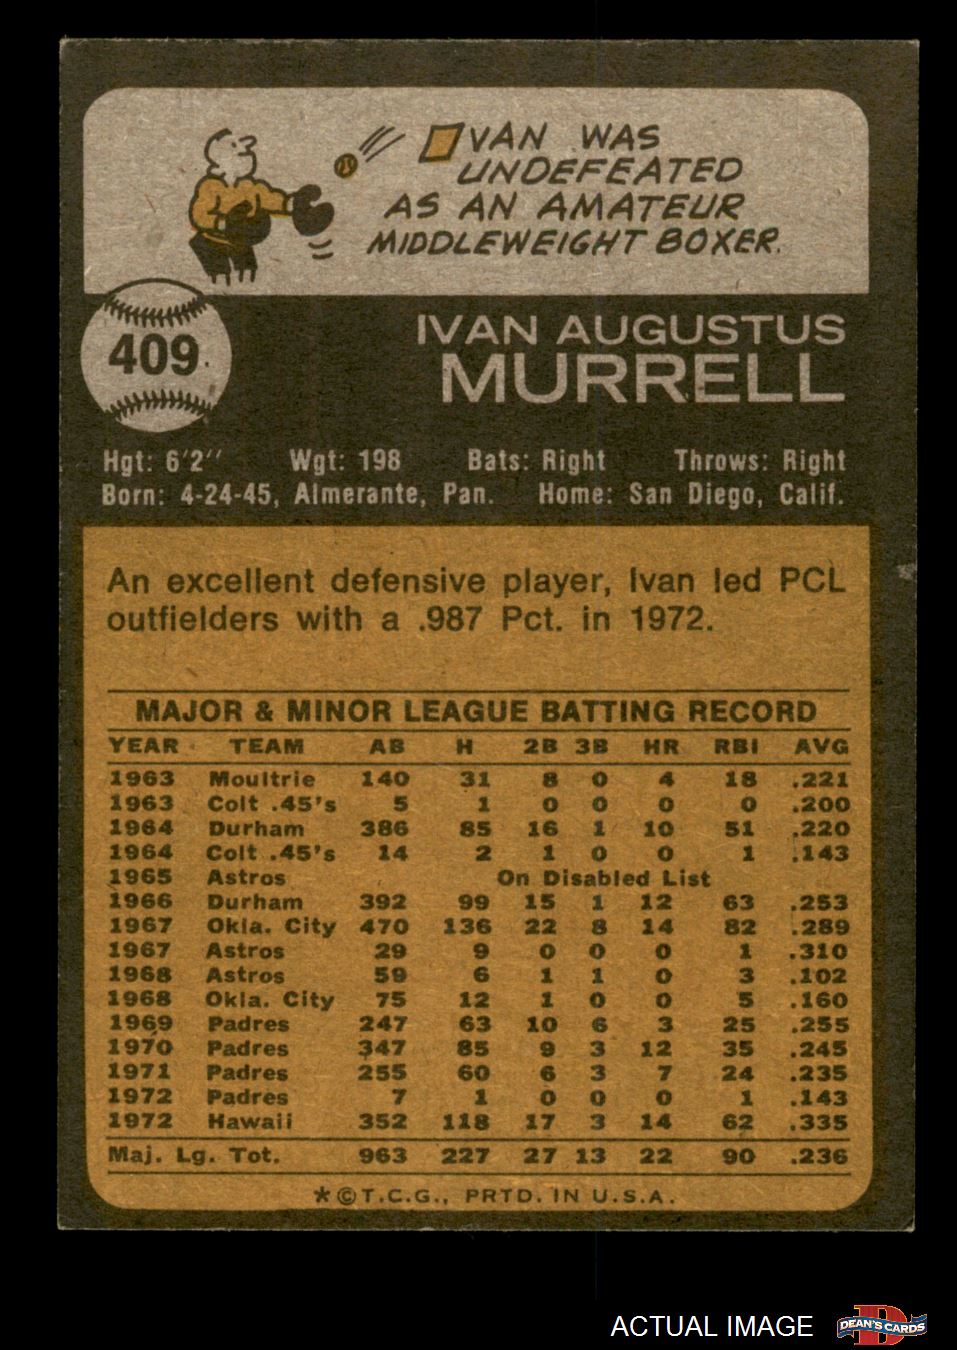 IVAN WAS
UNDEFEATED
AS AN AMATEUR
MIDDLEWEIGHT BOXER.
409
IVAN AUGUSTUS
MURRELL
Hgt: 6'2" Wgt: 198 Bats: Right Throws: Right
Born: 4-24-45, Almerante, Pan. Home: San Diego, Calif.
An excellent defensive player, Ivan led PCL
outfielders with a .987 Pct. in 1972.
MAJOR & MINOR LEAGUE BATTING RECORD
YEAR TEAM AB H 2B 3B HR RBI AVG
1963 Moultrie 140 31 8 0 4 18 .221
1963 Colt .45's 5 1 0 0 0 0 .200
1964 Durham 386 85 16 1 10 51 .220
1964 Colt .45's 14 2 1 0 0 1 .143
1965 Astros On Disabled List
1966 Durham 392 99 15 1 12 63 .253
1967 Okla. City 470 136 22 8 14 82 .289
1967 Astros 29 9 0 0 0 1 .310
1968 Astros 59 6 1 1 0 3 .102
1968 Okla. City 75 12 1 0 0 5 .160
1969 Padres 247 63 10 6 3 25 .255
1970 Padres 347 85 9 3 12 35 .245
1971 Padres 255 60 6 3 7 24 .235
1972 Padres 7 1 0 0 0 1 .143
1972 Hawaii 352 118 17 3 14 62 .335
Maj. Lg. Tot. 963 227 27 13 22 90 .236
*©T.C.G., PRTD. IN U.S.A.
ACTUAL IMAGE
D
DEAN'S CARDS